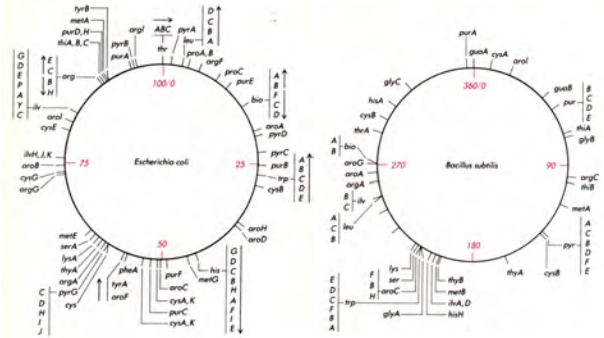 tyrB
metA
purD, H
thiA, B, C
argI
purB
purA
ABC
thr
100/0
pyrA
leu
D
C
B
A
proA, B
argF
proC
purE
bio
A
B
F
C
D
aroA
pyrD
pyrC
purB
trp
cysB
A
B
C
D
E
25
aroH
aroD
his
metG
G
D
C
B
H
A
F
I
E
50
purF
aroC
cysA, K
purC
cysA, K
pheA
tyrA
aroF
metE
serA
lysA
thyA
argA
pyrG
cys
C
D
H
I
J
75
ilvH, J, K
aroB
cysG
argG
ilv
aroI
cysE
G
D
E
P
A
Y
C
E
C
B
H
arg
Escherichia coli
purA
guaA
cysA
aroI
360/0
guaB
pur
B
C
D
E
thiA
glyB
90
argC
thiB
metA
pyr
A
B
C
D
F
E
cysB
thyA
180
thyB
metB
ilvA, D
hisH
glyA
lys
ser
aroC
F
B
H
trp
E
D
C
F
B
A
leu
A
C
B
ilv
B
C
argA
aroA
aroG
270
bio
A
B
thrA
cysB
hisA
glyC
Bacillus subtilis